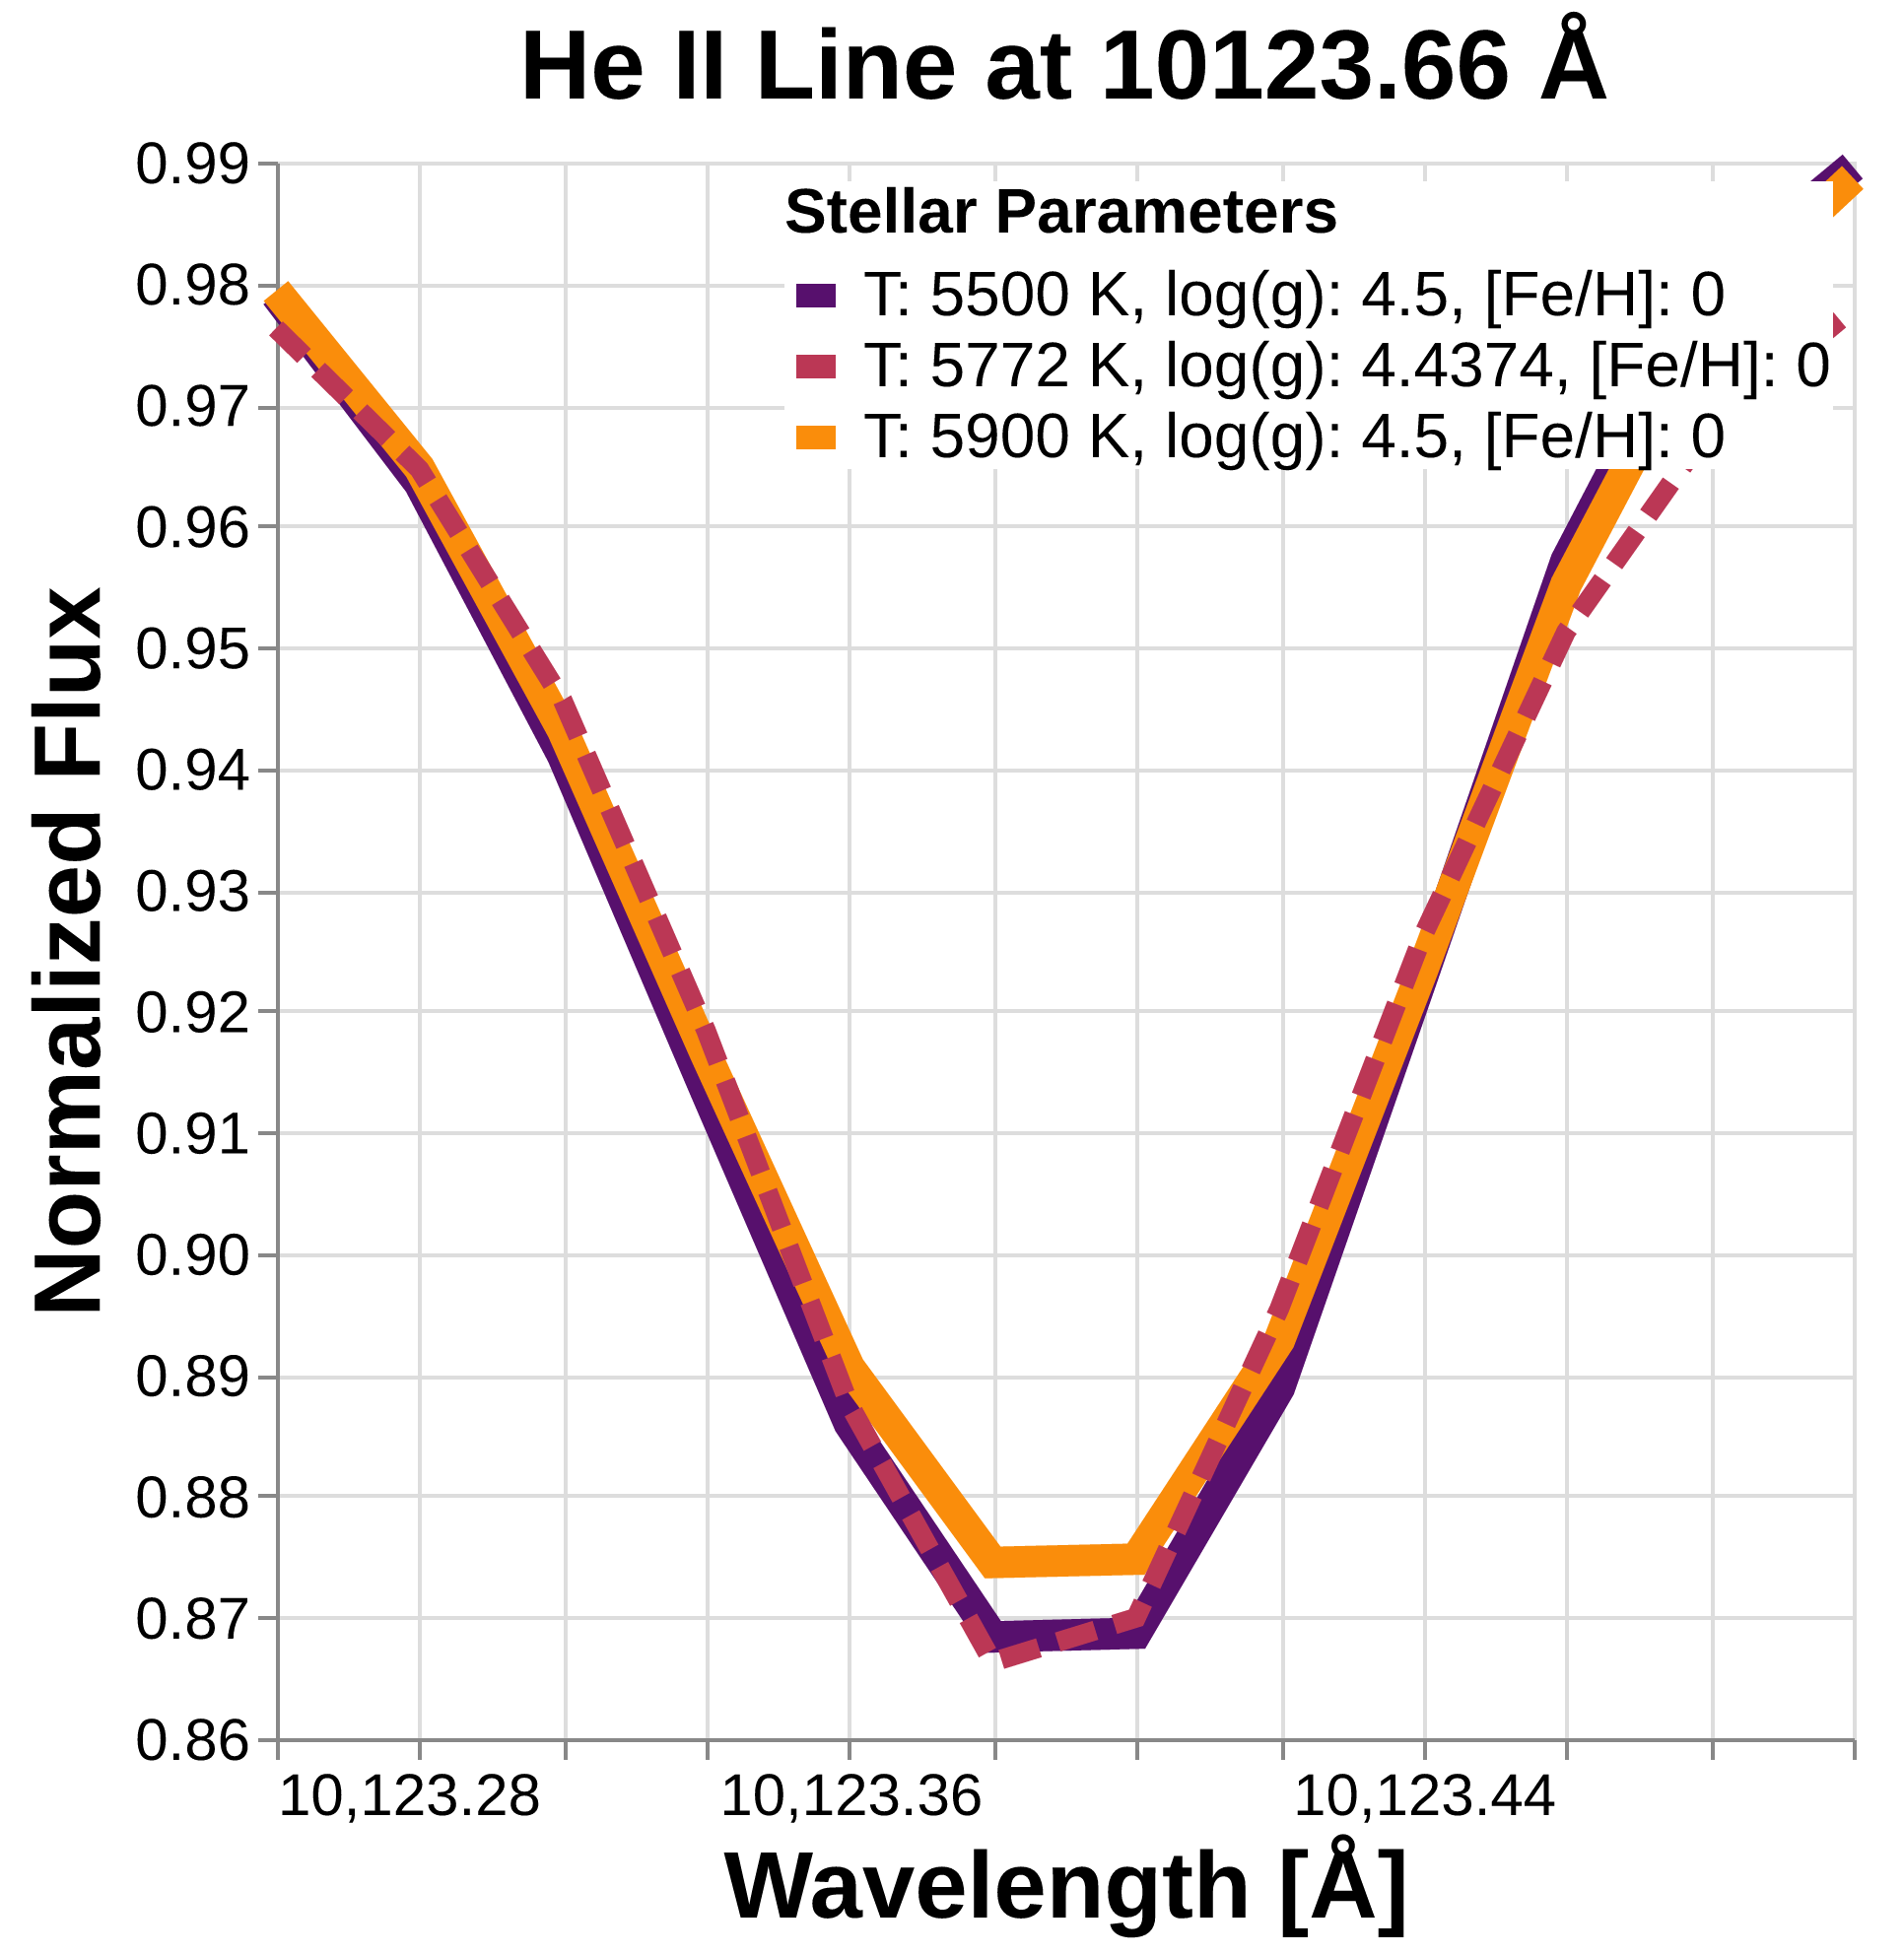 He II Line at 10123.66 Å
Normalized Flux
0.99
0.98
0.97
0.96
0.95
0.94
0.93
0.92
0.91
0.90
0.89
0.88
0.87
0.86
Stellar Parameters
T: 5500 K, log(g): 4.5, [Fe/H]: 0
T: 5772 K, log(g): 4.4374, [Fe/H]: 0
T: 5900 K, log(g): 4.5, [Fe/H]: 0
10,123.28 10,123.36 10,123.44
Wavelength [Å]